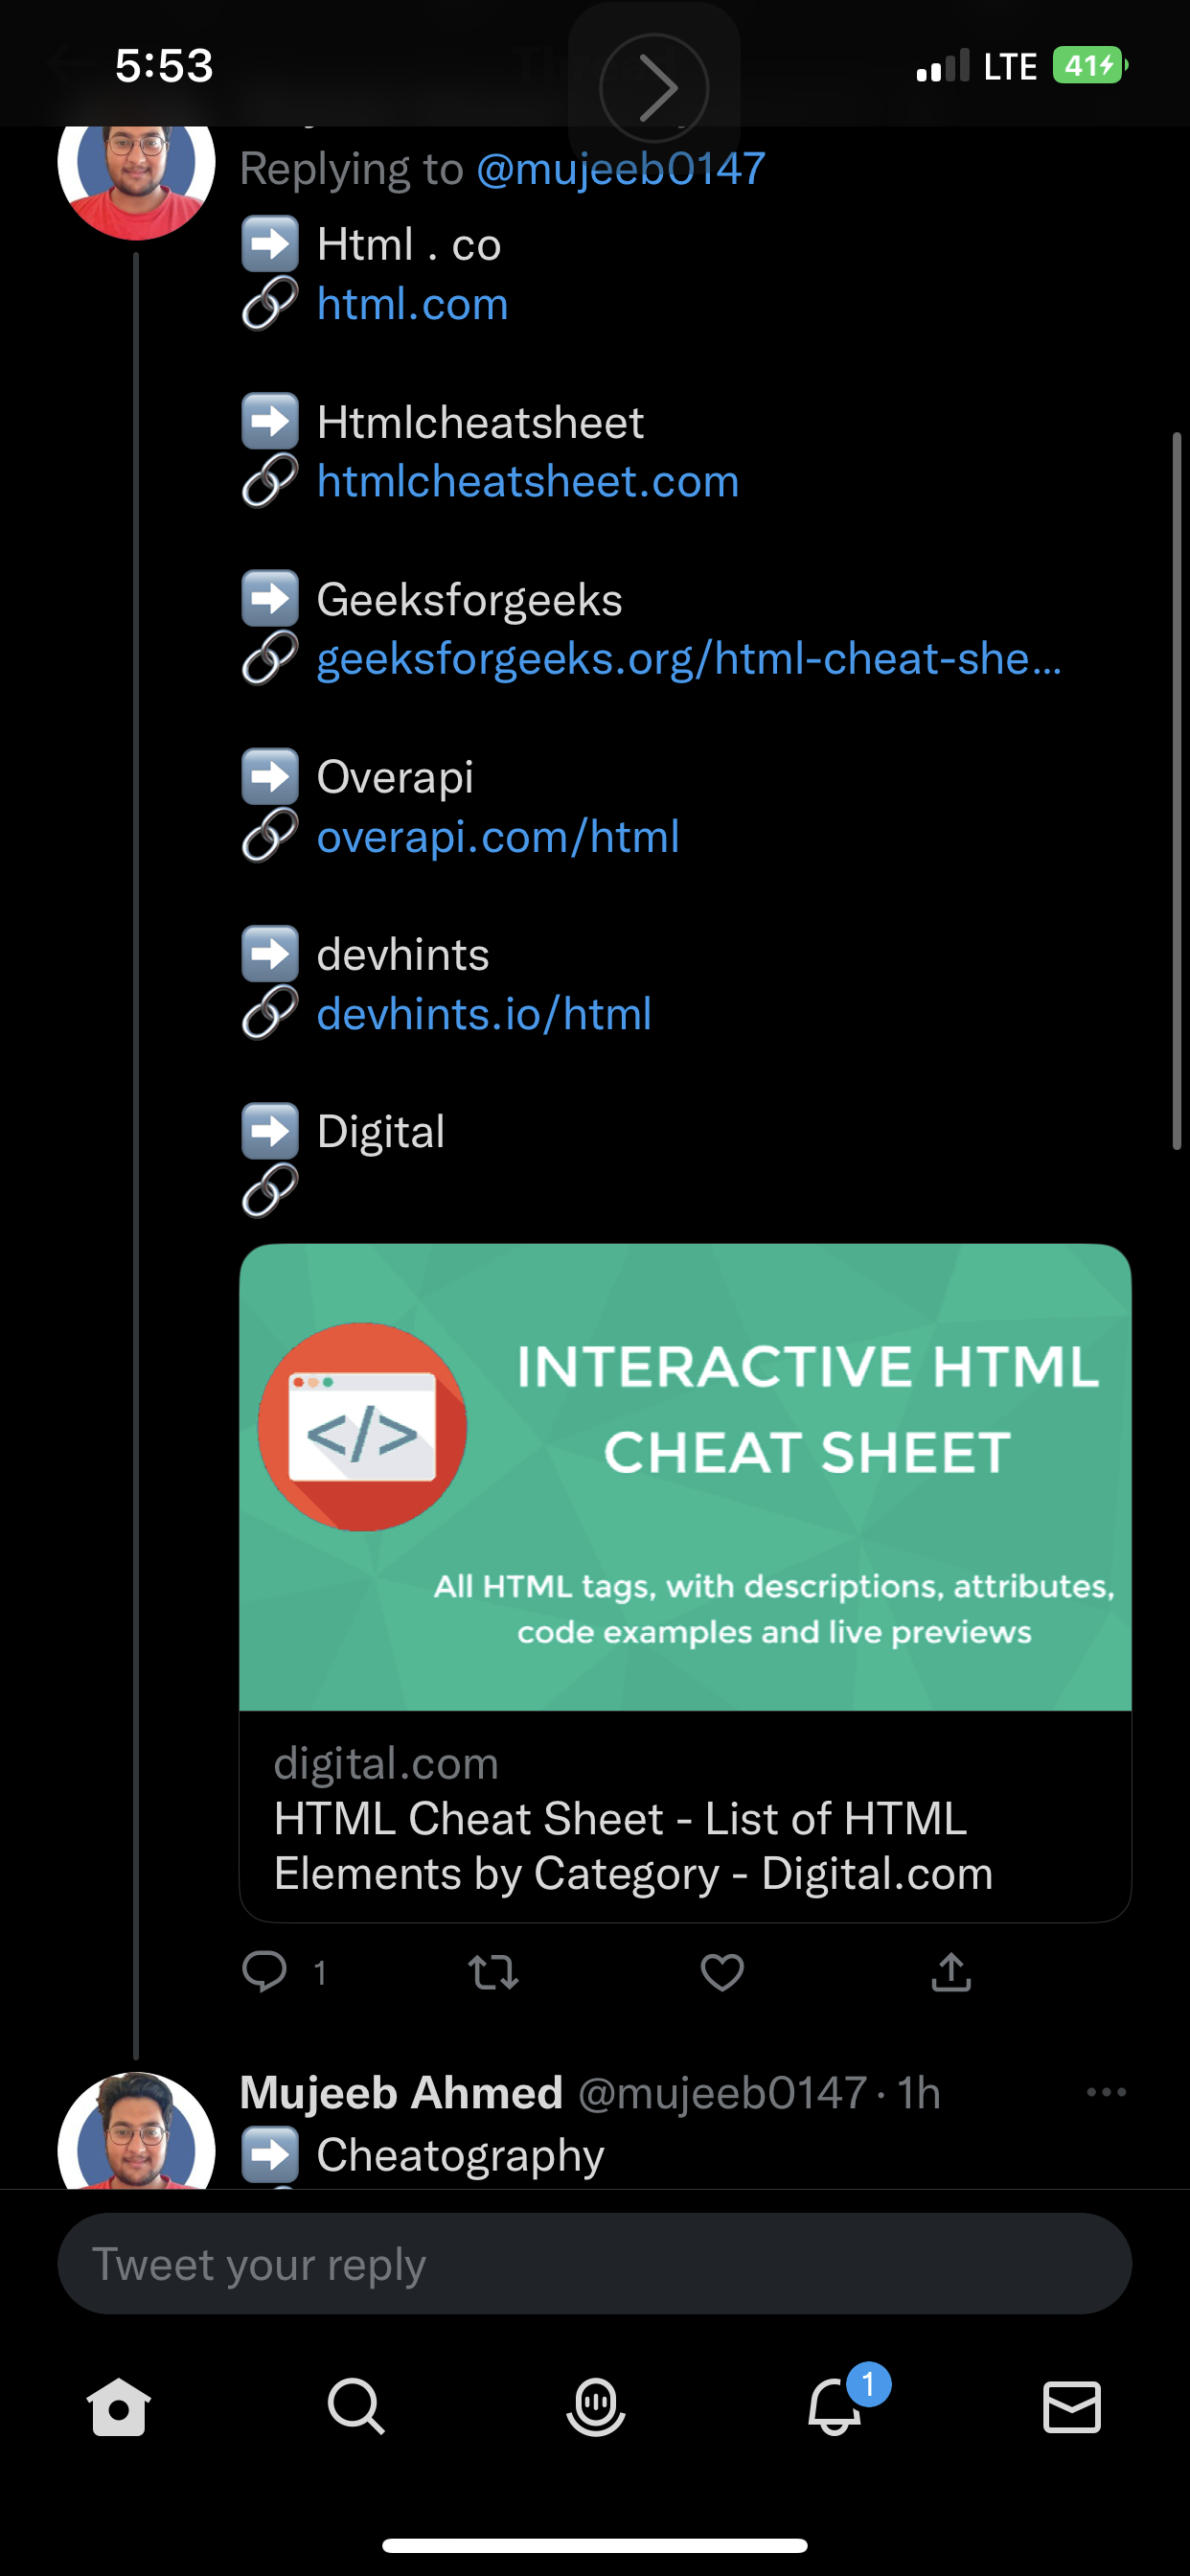 5:53
LTE
41
Replying to @mujeeb0147
➡️ Html . co
🔗 html.com
➡️ Htmlcheatsheet
🔗 htmlcheatsheet.com
➡️ Geeksforgeeks
🔗 geeksforgeeks.org/html-cheat-she...
➡️ Overapi
🔗 overapi.com/html
➡️ devhints
🔗 devhints.io/html
➡️ Digital
🔗
</>
INTERACTIVE HTML
CHEAT SHEET
All HTML tags, with descriptions, attributes,
code examples and live previews
digital.com
HTML Cheat Sheet - List of HTML
Elements by Category - Digital.com
1
Mujeeb Ahmed @mujeeb0147 · 1h
➡️ Cheatography
Tweet your reply
1